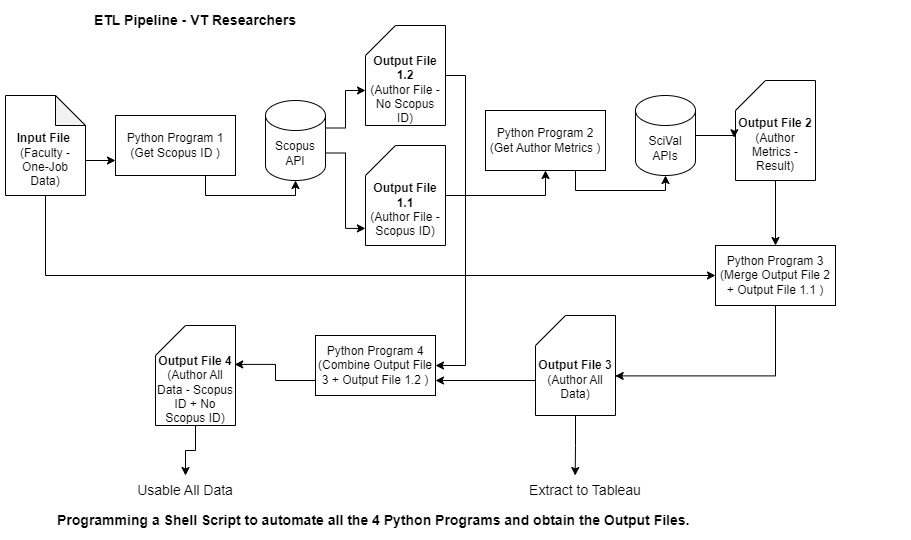 ETL Pipeline - VT Researchers
Output File
1.2
(Author File -
No Scopus
ID)
Input File
(Faculty -
One-Job
Data)
Python Program 1
(Get Scopus ID )
Scopus
API
Output File
1.1
(Author File -
Scopus ID)
Python Program 2
(Get Author Metrics )
SciVal
APIs
Output File 2
(Author
Metrics -
Result)
Python Program 3
(Merge Output File 2
+ Output File 1.1 )
Output File 4
(Author All
Data - Scopus
ID + No
Scopus ID)
Python Program 4
(Combine Output File
3 + Output File 1.2 )
Output File 3
(Author All
Data)
Usable All Data
Extract to Tableau
Programming a Shell Script to automate all the 4 Python Programs and obtain the Output Files.